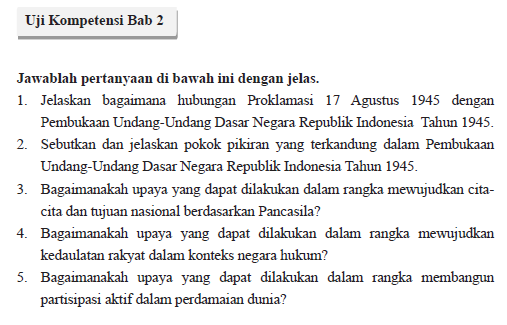 Uji Kompetensi Bab 2
Jawablah pertanyaan di bawah ini dengan jelas.
1. Jelaskan bagaimana hubungan Proklamasi 17 Agustus 1945 dengan
Pembukaan Undang-Undang Dasar Negara Republik Indonesia Tahun 1945.
2. Sebutkan dan jelaskan pokok pikiran yang terkandung dalam Pembukaan
Undang-Undang Dasar Negara Republik Indonesia Tahun 1945.
3. Bagaimanakah upaya yang dapat dilakukan dalam rangka mewujudkan cita-
cita dan tujuan nasional berdasarkan Pancasila?
4. Bagaimanakah upaya yang dapat dilakukan dalam rangka mewujudkan
kedaulatan rakyat dalam konteks negara hukum?
5. Bagaimanakah upaya yang dapat dilakukan dalam rangka membangun
partisipasi aktif dalam perdamaian dunia?